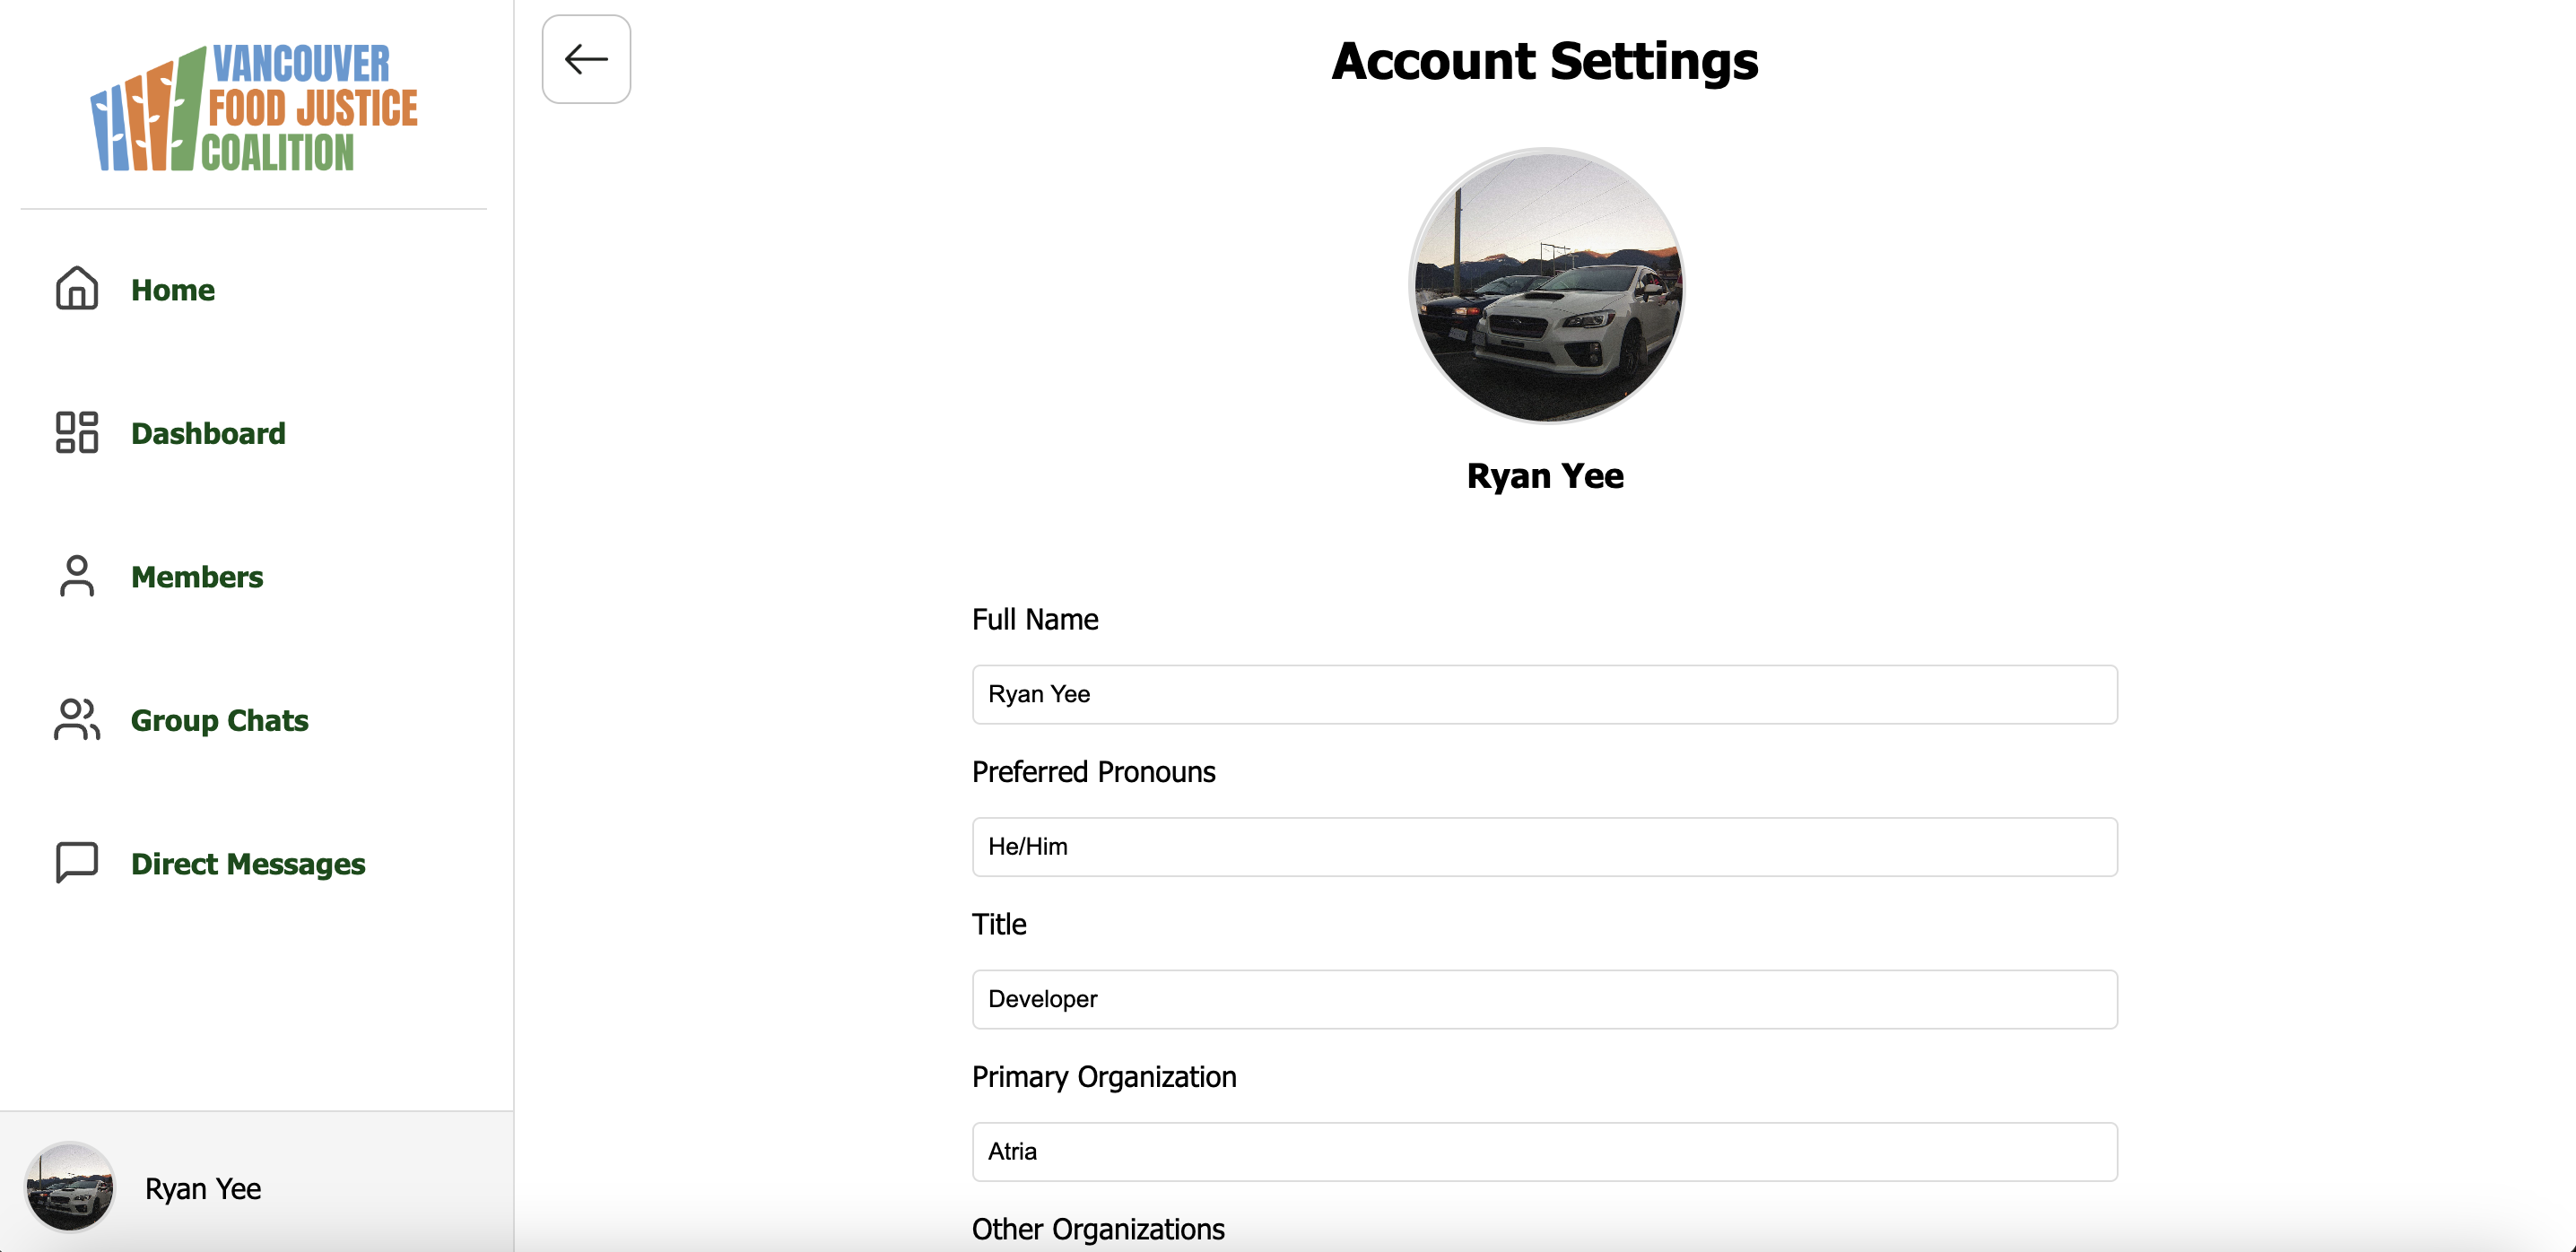 VANCOUVER
FOOD JUSTICE
COALITION
Home
Dashboard
Members
Group Chats
Direct Messages
Ryan Yee
Account Settings
Ryan Yee
Full Name
Ryan Yee
Preferred Pronouns
He/Him
Title
Developer
Primary Organization
Atria
Other Organizations